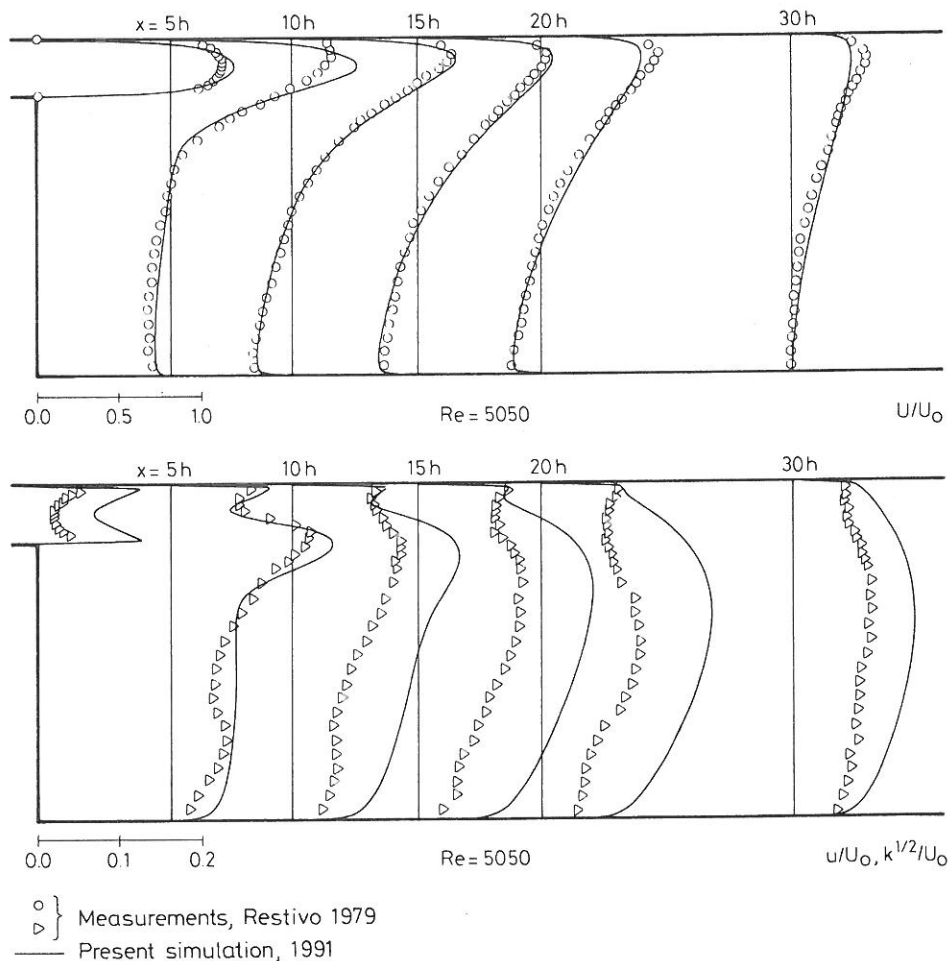 x = 5h 10h 15h 20h 30h
0.0 0.5 1.0 Re = 5050 U/U₀
x = 5h 10h 15h 20h 30h
0.0 0.1 0.2 Re = 5050 u/U₀, k^1/2/U₀
Measurements, Restivo 1979
Present simulation, 1991